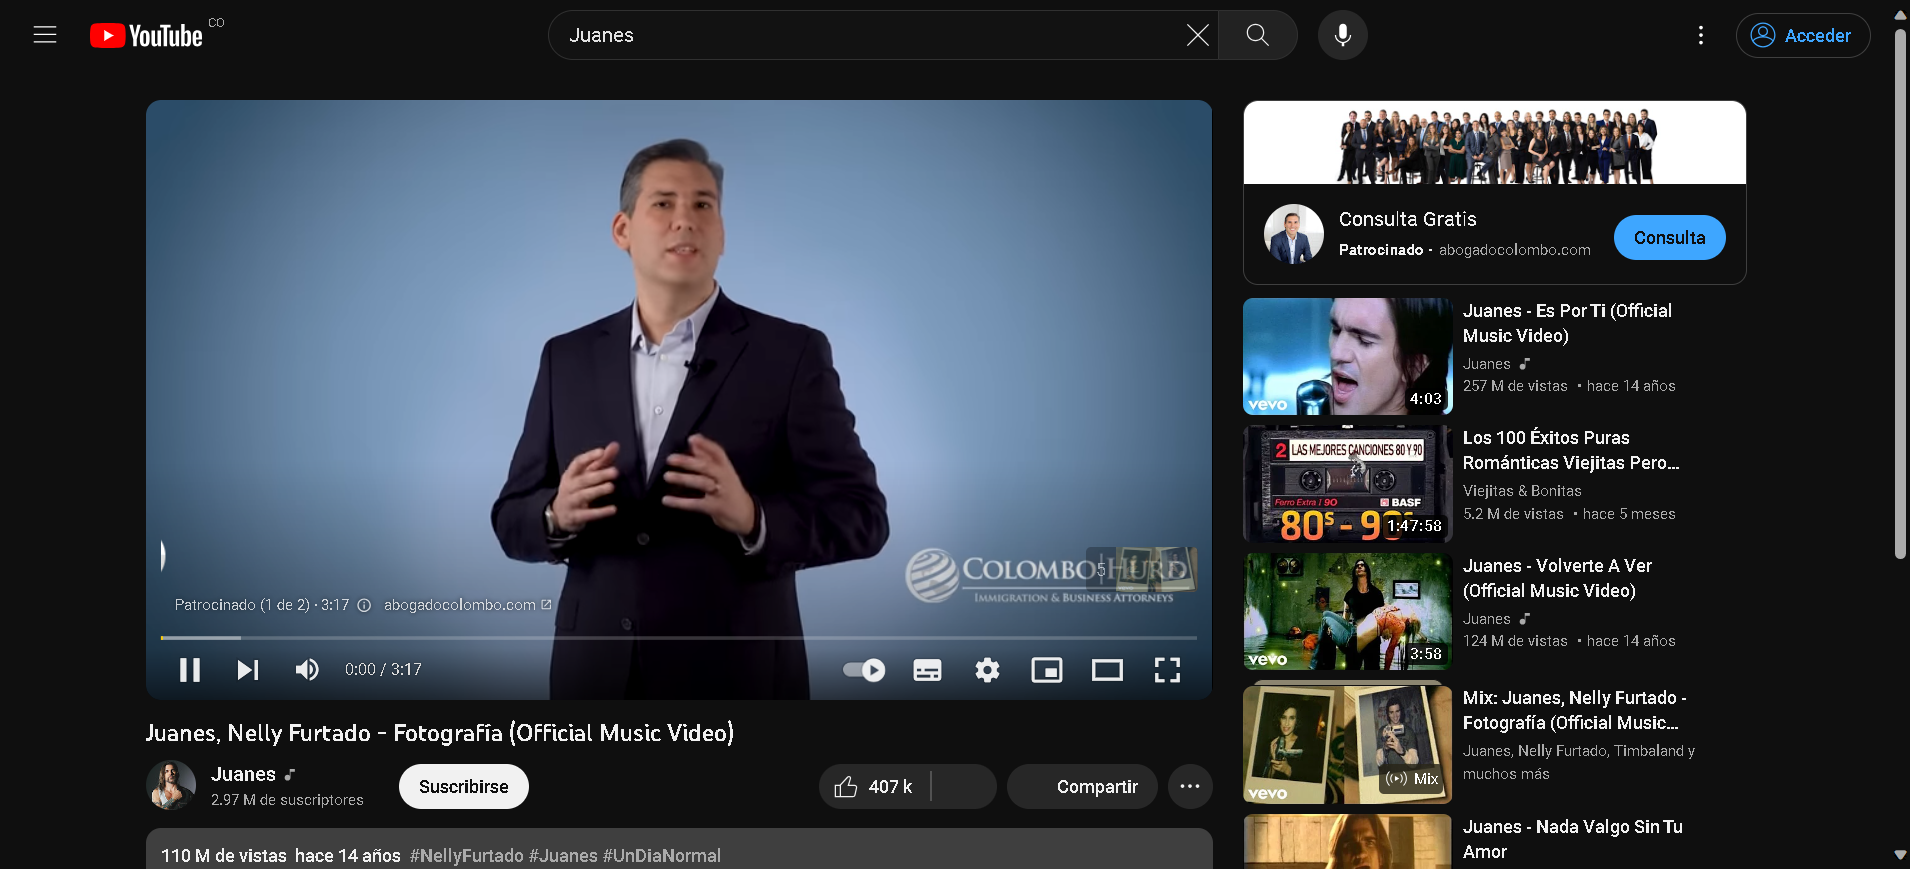 YouTube CO
Juanes
Acceder
COLOMBO HURD
IMMIGRATION & BUSINESS ATTORNEYS
5
Patrocinado (1 de 2) · 3:17 abogadocolombo.com
0:00 / 3:17
Juanes, Nelly Furtado - Fotografía (Official Music Video)
Juanes
2.97 M de suscriptores
Suscribirse
407 k
Compartir
110 M de vistas hace 14 años #NellyFurtado #Juanes #UnDiaNormal
Consulta Gratis
Patrocinado · abogadocolombo.com
Consulta
vevo
4:03
Juanes - Es Por Ti (Official
Music Video)
Juanes
257 M de vistas • hace 14 años
2 LAS MEJORES CANCIONES 80 Y 90
Ferro Extra I 90 BASF
80s - 90s
1:47:58
Los 100 Éxitos Puras
Románticas Viejitas Pero...
Viejitas & Bonitas
5.2 M de vistas • hace 5 meses
vevo
3:58
Juanes - Volverte A Ver
(Official Music Video)
Juanes
124 M de vistas • hace 14 años
vevo
Mix
Mix: Juanes, Nelly Furtado -
Fotografía (Official Music...
Juanes, Nelly Furtado, Timbaland y
muchos más
Juanes - Nada Valgo Sin Tu
Amor